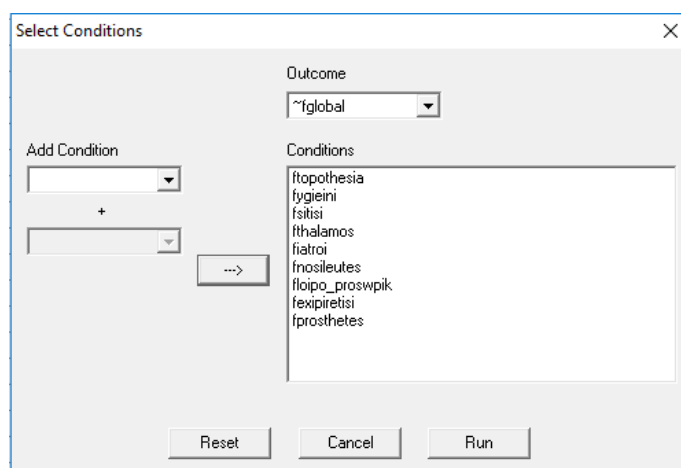 Select Conditions
Outcome
~fglobal
Add Condition
+
--->
Conditions
ftopothesia
fygieini
fsitisi
fthalamos
fiatroi
fnosileutes
floipo_proswpik
fexipiretisi
fprosthetes
Reset
Cancel
Run